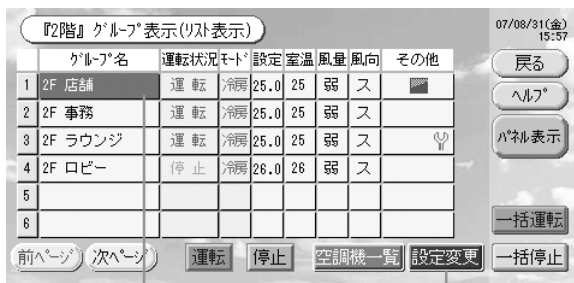 『2階』 ｸﾞﾙｰﾌﾟ表示(ﾘｽﾄ表示)
07/08/31(金)
15:57
ｸﾞﾙｰﾌﾟ名 運転状況 ﾓｰﾄﾞ 設定 室温 風量 風向 その他
1 2F 店舗 運転 冷房 25.0 25 弱 ス
2 2F 事務 運転 冷房 25.0 25 弱 ス
3 2F ラウンジ 運転 冷房 25.0 25 弱 ス
4 2F ロビー 停止 冷房 26.0 26 弱 ス
5
6
戻る
ﾍﾙﾌﾟ
ﾊﾟﾈﾙ表示
一括運転
前ﾍﾟｰｼﾞ 次ﾍﾟｰｼﾞ 運転 停止 空調機一覧 設定変更 一括停止